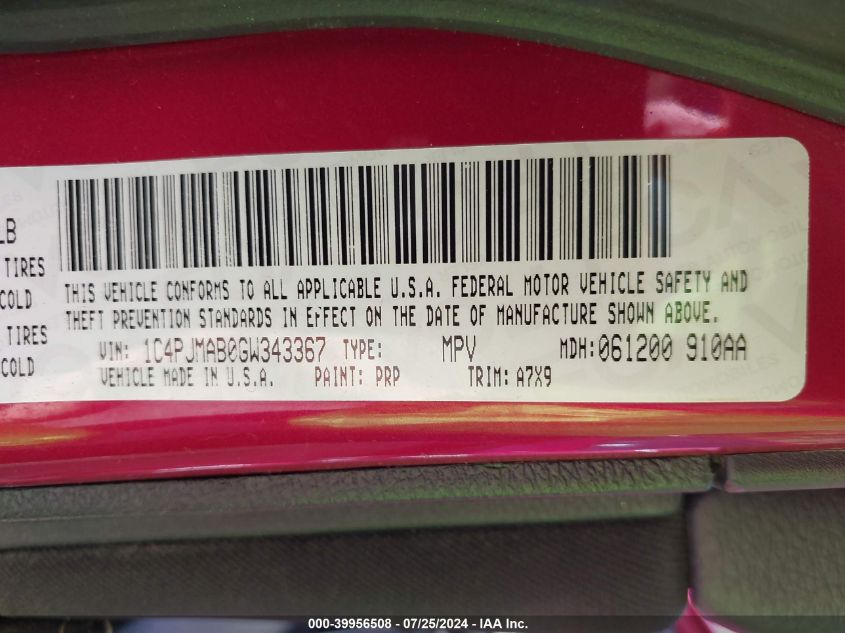 LB
TIRES
COLD
TIRES
COLD
THIS VEHICLE CONFORMS TO ALL APPLICABLE U.S.A. FEDERAL MOTOR VEHICLE SAFETY AND
THEFT PREVENTION STANDARDS IN EFFECT ON THE DATE OF MANUFACTURE SHOWN ABOVE.
VIN: 1C4PJMAB0GW343367 TYPE: MPV MDH: 061200 910AA
VEHICLE MADE IN U.S.A. PAINT: PRP TRIM: A7X9
000-39956508 - 07/25/2024 - IAA Inc.